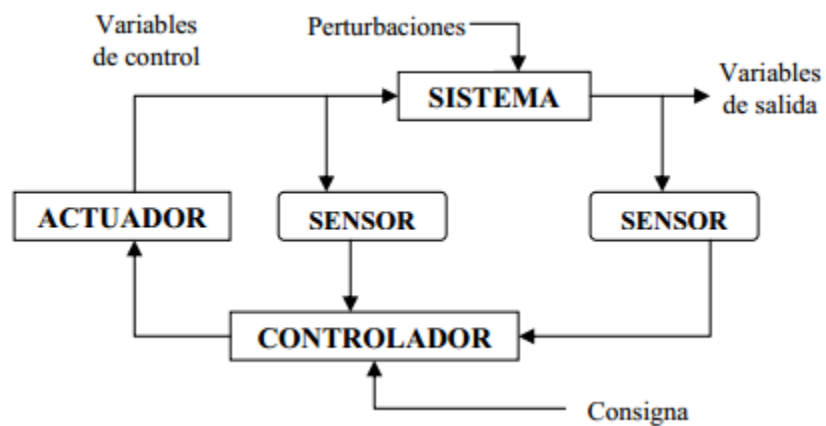 Variables
de control
Perturbaciones
SISTEMA
Variables
de salida
ACTUADOR
SENSOR
SENSOR
CONTROLADOR
Consigna